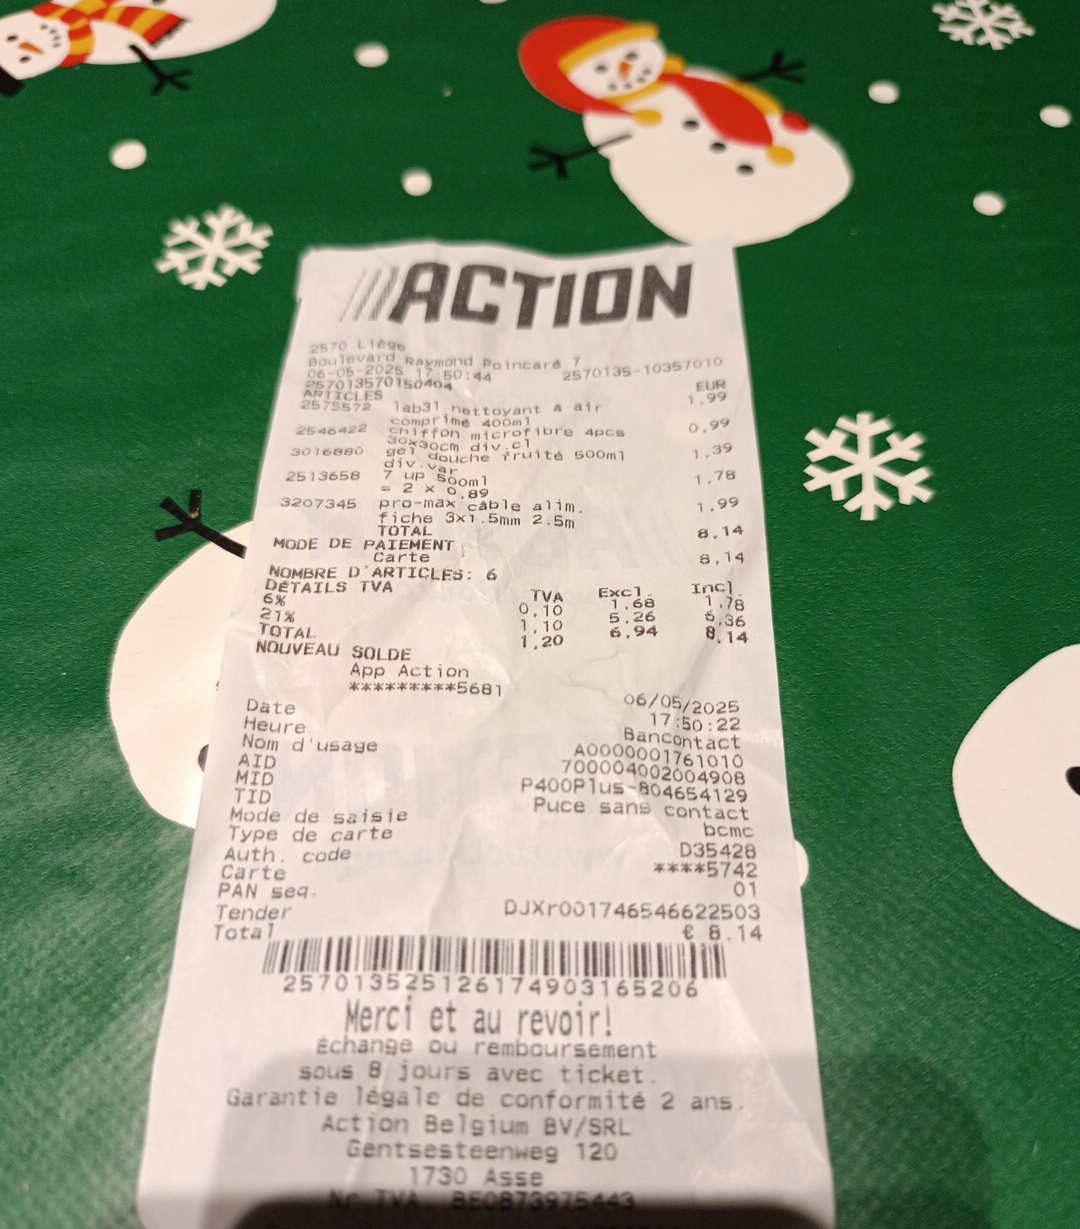 ACTION
2570 Liège
Boulevard Raymond Poincaré 7
06-05-2025 17:50:44 2570135-10357010
257013570150404
EUR
ARTICLES
2575572 lab31 nettoyant à air 1,99
comprimé 400ml
2546422 chiffon microfibre 4pcs 0,99
30x30cm div.cl
3016880 gel douche fruité 500ml 1.39
div.var
2513658 7 up 500ml 1.78
= 2 x 0,89
3207345 pro-max câble alim. 1.99
fiche 3x1.5mm 2.5m
TOTAL 8.14
MODE DE PAIEMENT
Carte 8,14
NOMBRE D'ARTICLES: 6
DÉTAILS TVA TVA Excl. Incl.
6% 0,10 1,68 1,78
21% 1,10 5,26 6,36
TOTAL 1,20 6,94 8,14
NOUVEAU SOLDE
App Action
*********5681
Date 06/05/2025
Heure 17:50:22
Nom d'usage Bancontact
AID A0000001761010
MID 700004002004908
TID P400Plus-804654129
Mode de saisie Puce sans contact
Type de carte bcmc
Auth. code D35428
Carte ****5742
PAN seq. 01
Tender DJXr001746546622503
Total € 8.14
257013525126174903165206
Merci et au revoir!
Échange ou remboursement
sous 8 jours avec ticket.
Garantie légale de conformité 2 ans.
Action Belgium BV/SRL
Gentsesteenweg 120
1730 Asse
Nr TVA. BE0873975443